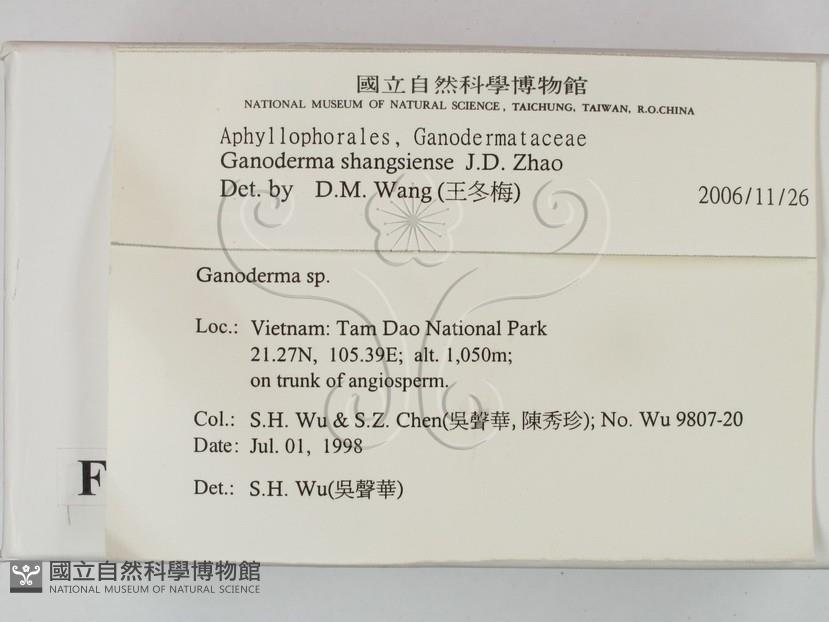 國立自然科學博物館
NATIONAL MUSEUM OF NATURAL SCIENCE, TAICHUNG, TAIWAN, R.O.CHINA
Aphyllophorales, Ganodermataceae
Ganoderma shangsiense J.D. Zhao
Det. by D.M. Wang (王冬梅) 2006/11/26
Ganoderma sp.
Loc.: Vietnam: Tam Dao National Park
21.27N, 105.39E; alt. 1,050m;
on trunk of angiosperm.
Col.: S.H. Wu & S.Z. Chen(吳聲華, 陳秀珍); No. Wu 9807-20
Date: Jul. 01, 1998
Det.: S.H. Wu(吳聲華)
F
國立自然科學博物館
NATIONAL MUSEUM OF NATURAL SCIENCE